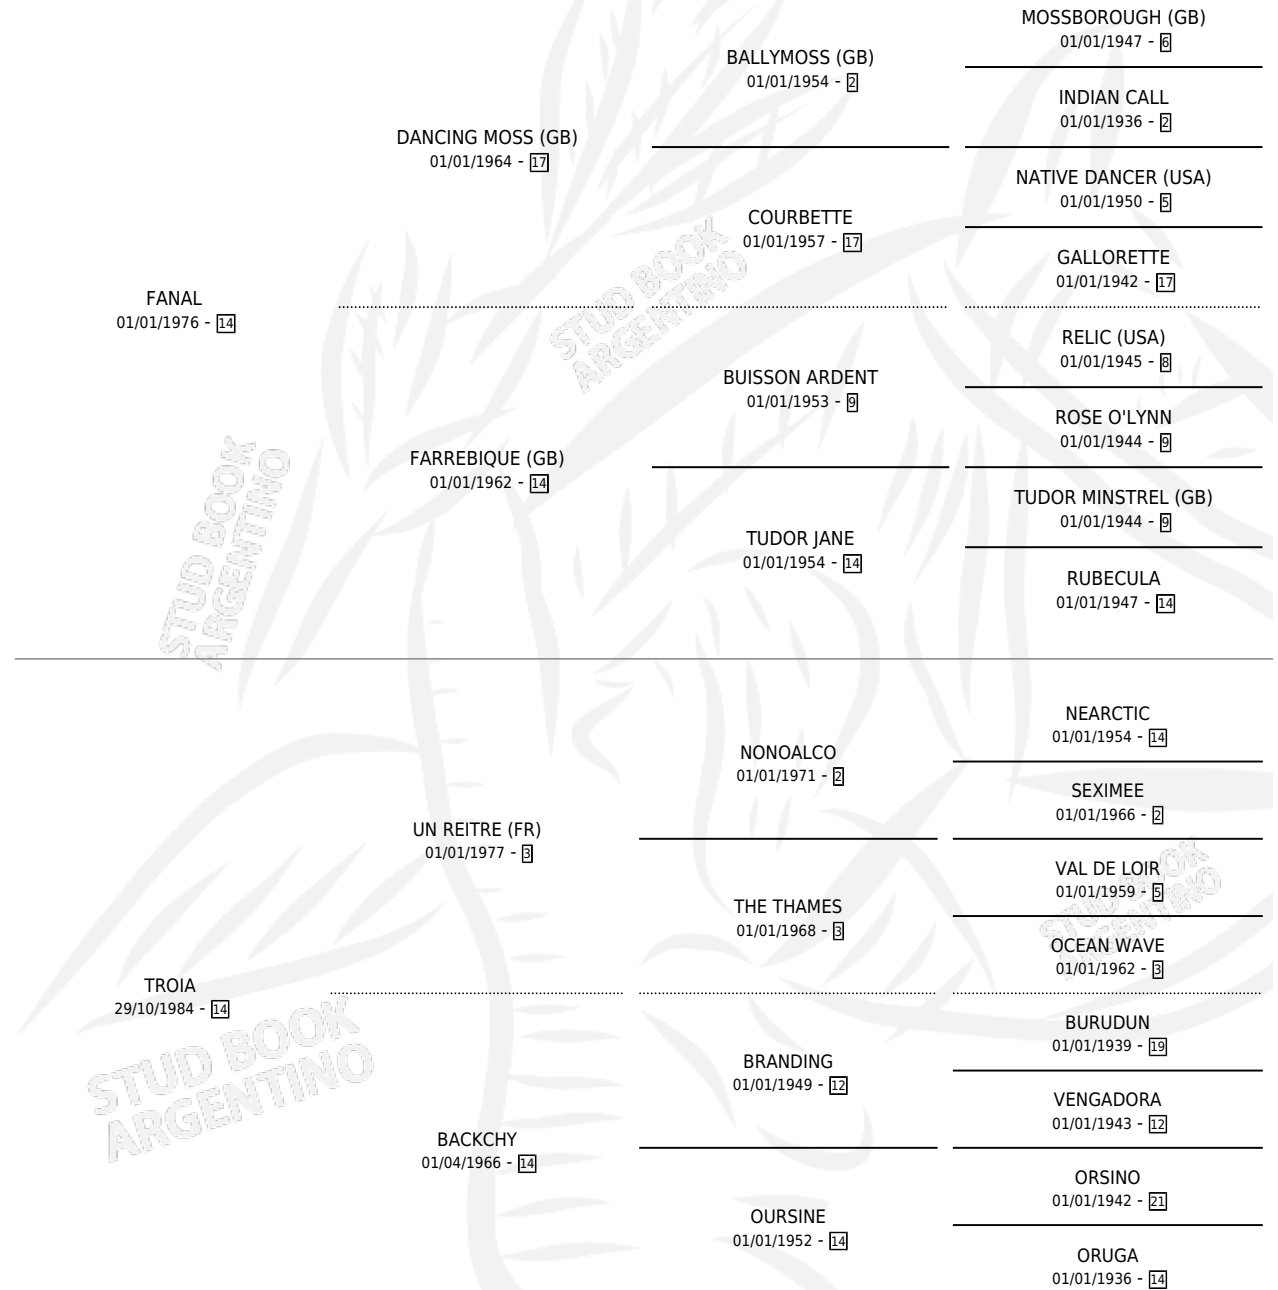 MOSSBOROUGH (GB)
01/01/1947 - 6
BALLYMOSS (GB)
01/01/1954 - 2
INDIAN CALL
01/01/1936 - 2
DANCING MOSS (GB)
01/01/1964 - 17
NATIVE DANCER (USA)
01/01/1950 - 5
COURBETTE
01/01/1957 - 17
GALLORETTE
01/01/1942 - 17
FANAL
01/01/1976 - 14
STUD BOOK
ARGENTINO
RELIC (USA)
01/01/1945 - 8
BUISSON ARDENT
01/01/1953 - 9
ROSE O'LYNN
01/01/1944 - 9
FARREBIQUE (GB)
01/01/1962 - 14
TUDOR MINSTREL (GB)
01/01/1944 - 9
TUDOR JANE
01/01/1954 - 14
RUBECULA
01/01/1947 - 14
STUD BOOK
ARGENTINO
NEARCTIC
01/01/1954 - 14
NONOALCO
01/01/1971 - 2
SEXIMEE
01/01/1966 - 2
UN REITRE (FR)
01/01/1977 - 3
VAL DE LOIR
01/01/1959 - 5
THE THAMES
01/01/1968 - 3
OCEAN WAVE
01/01/1962 - 3
STUD BOOK
ARGENTINO
TROIA
29/10/1984 - 14
BURUDUN
01/01/1939 - 19
BRANDING
01/01/1949 - 12
VENGADORA
01/01/1943 - 12
STUD BOOK
ARGENTINO
BACKCHY
01/04/1966 - 14
ORSINO
01/01/1942 - 21
OURSINE
01/01/1952 - 14
ORUGA
01/01/1936 - 14